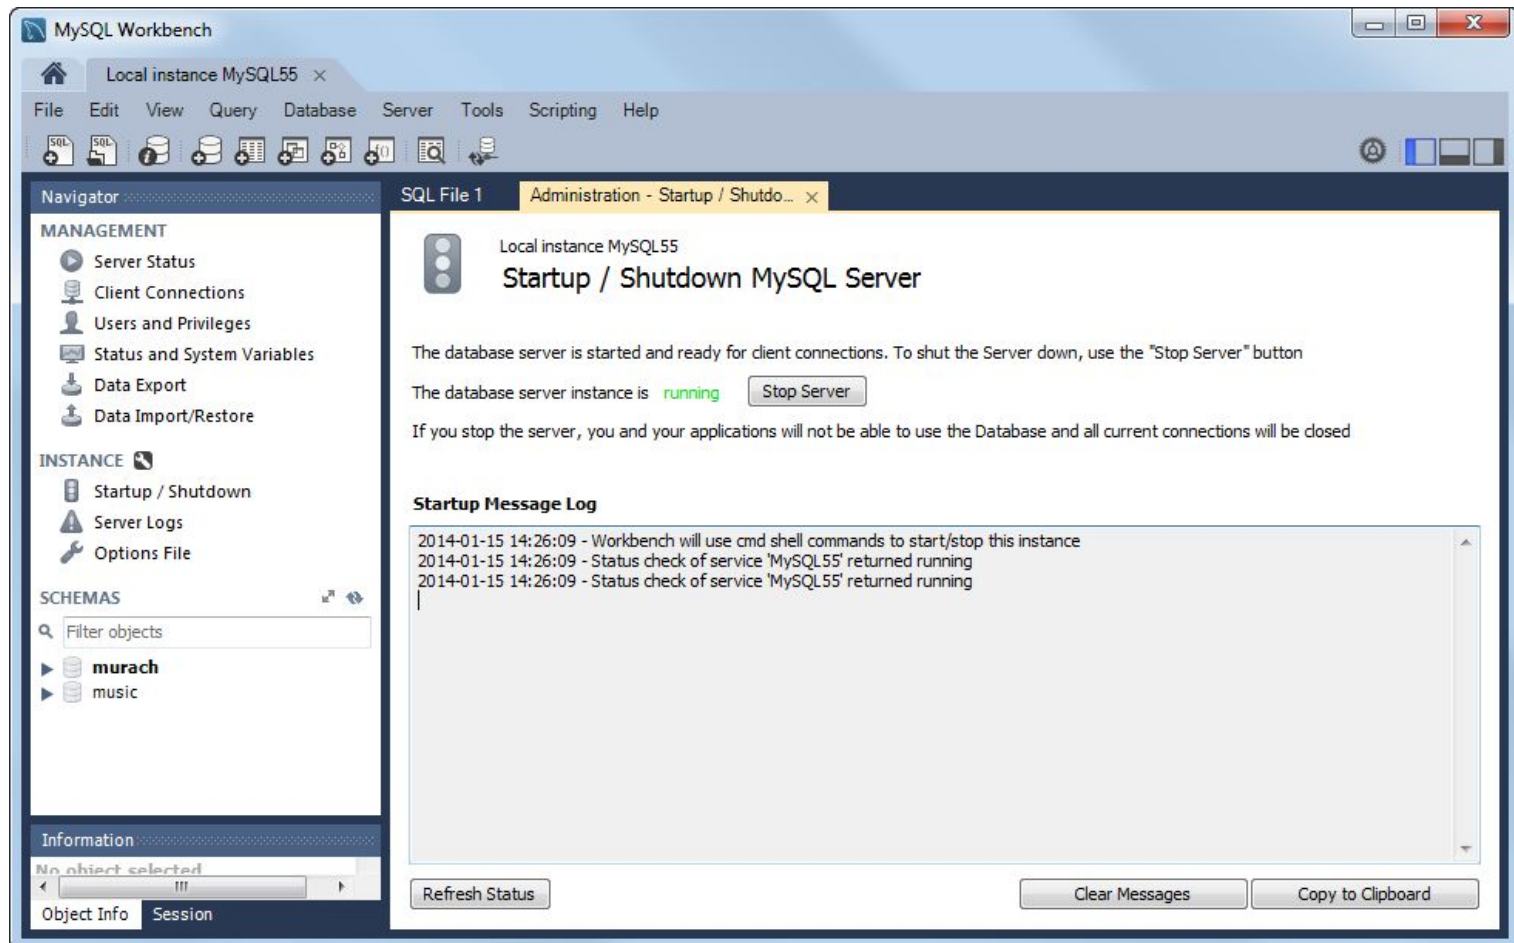 MySQL Workbench
Local instance MySQL55
File Edit View Query Database Server Tools Scripting Help
Navigator
MANAGEMENT
Server Status
Client Connections
Users and Privileges
Status and System Variables
Data Export
Data Import/Restore
INSTANCE
Startup / Shutdown
Server Logs
Options File
SCHEMAS
Filter objects
murach
music
Information
No object selected
Object Info Session
SQL File 1 Administration - Startup / Shutdo...
Local instance MySQL55
Startup / Shutdown MySQL Server
The database server is started and ready for client connections. To shut the Server down, use the "Stop Server" button
The database server instance is running Stop Server
If you stop the server, you and your applications will not be able to use the Database and all current connections will be closed
Startup Message Log
2014-01-15 14:26:09 - Workbench will use cmd shell commands to start/stop this instance
2014-01-15 14:26:09 - Status check of service 'MySQL55' returned running
2014-01-15 14:26:09 - Status check of service 'MySQL55' returned running
Refresh Status Clear Messages Copy to Clipboard